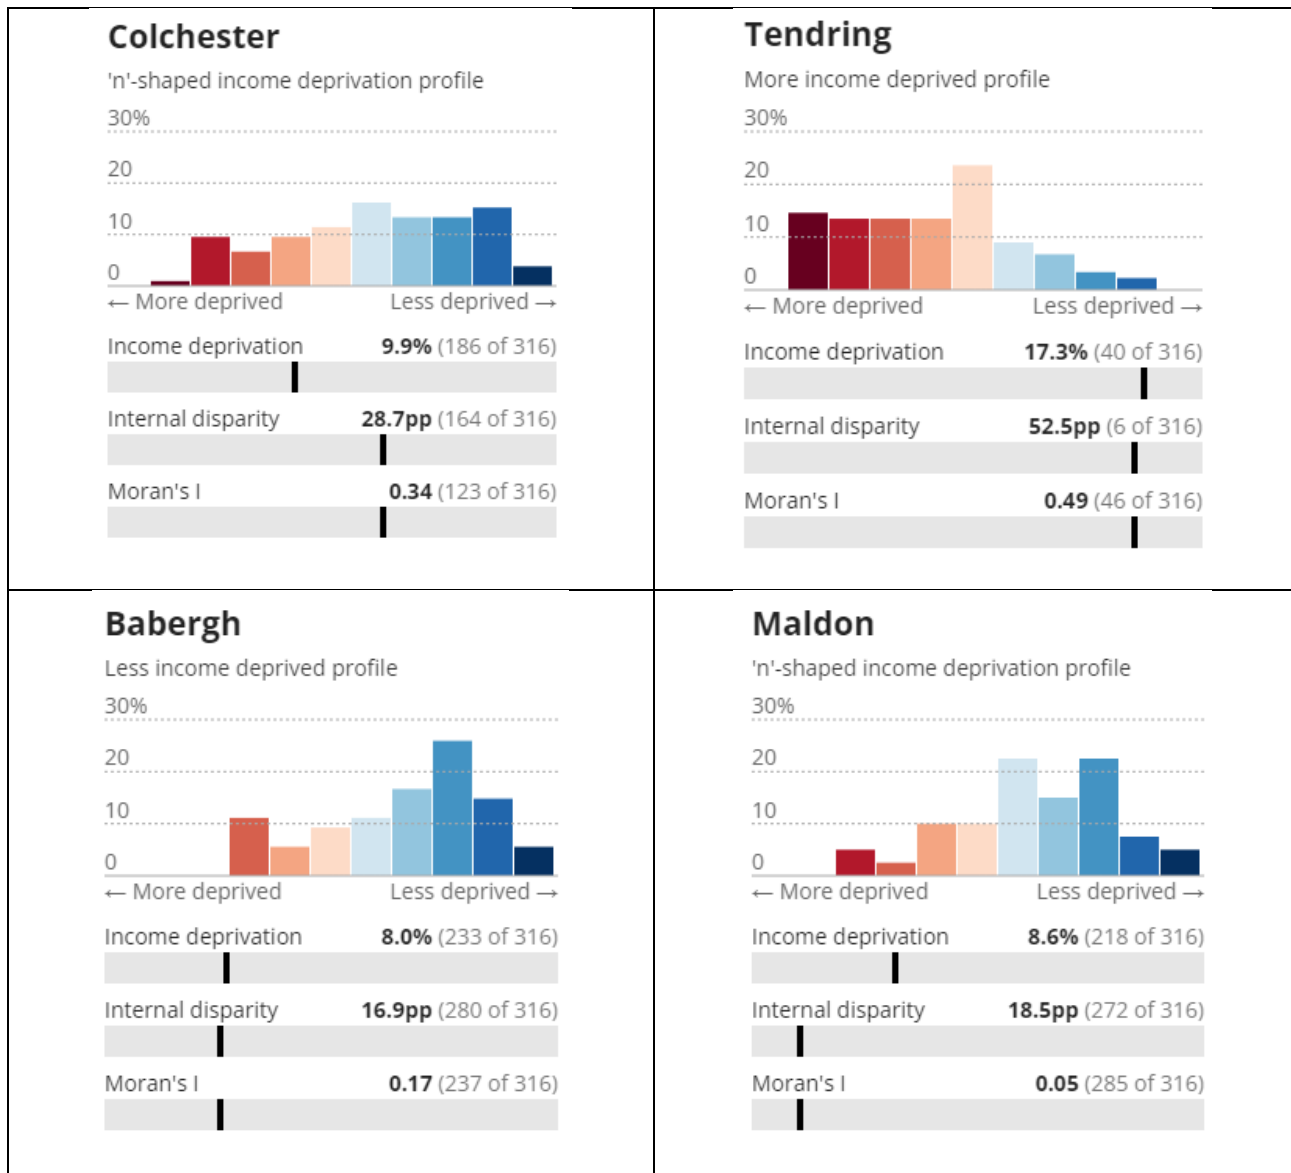 Colchester
'n'-shaped income deprivation profile
30%
20
10
0
← More deprived Less deprived →
Income deprivation 9.9% (186 of 316)
Internal disparity 28.7pp (164 of 316)
Moran's I 0.34 (123 of 316)
Tendring
More income deprived profile
30%
20
10
0
← More deprived Less deprived →
Income deprivation 17.3% (40 of 316)
Internal disparity 52.5pp (6 of 316)
Moran's I 0.49 (46 of 316)
Babergh
Less income deprived profile
30%
20
10
0
← More deprived Less deprived →
Income deprivation 8.0% (233 of 316)
Internal disparity 16.9pp (280 of 316)
Moran's I 0.17 (237 of 316)
Maldon
'n'-shaped income deprivation profile
30%
20
10
0
← More deprived Less deprived →
Income deprivation 8.6% (218 of 316)
Internal disparity 18.5pp (272 of 316)
Moran's I 0.05 (285 of 316)